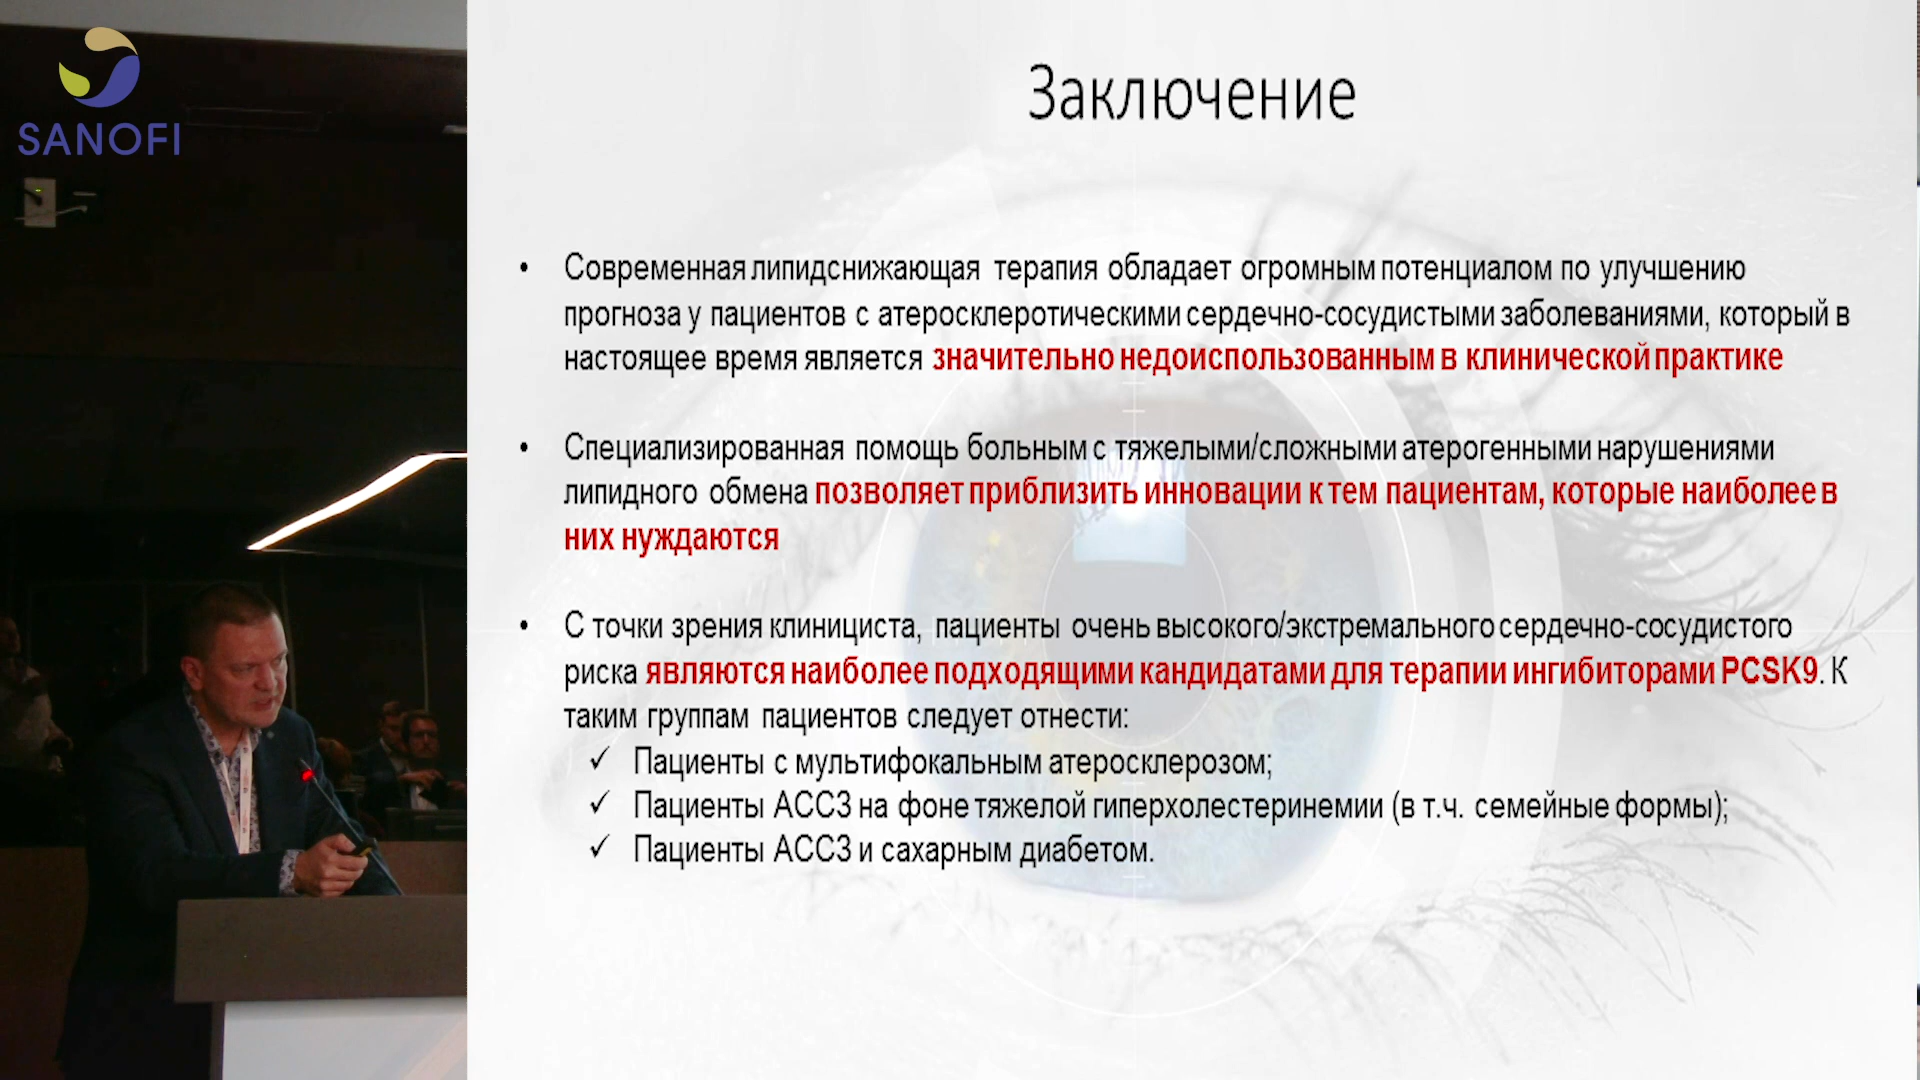 SANOFI
Заключение
• Современная липидснижающая терапия обладает огромным потенциалом по улучшению
прогноза у пациентов с атеросклеротическими сердечно-сосудистыми заболеваниями, который в
настоящее время является значительно недоиспользованным в клинической практике
• Специализированная помощь больным с тяжелыми/сложными атерогенными нарушениями
липидного обмена позволяет приблизить инновации к тем пациентам, которые наиболее в
них нуждаются
• С точки зрения клинициста, пациенты очень высокого/экстремального сердечно-сосудистого
риска являются наиболее подходящими кандидатами для терапии ингибиторами PCSK9. К
таким группам пациентов следует отнести:
✓ Пациенты с мультифокальным атеросклерозом;
✓ Пациенты АССЗ на фоне тяжелой гиперхолестеринемии (в т.ч. семейные формы);
✓ Пациенты АССЗ и сахарным диабетом.